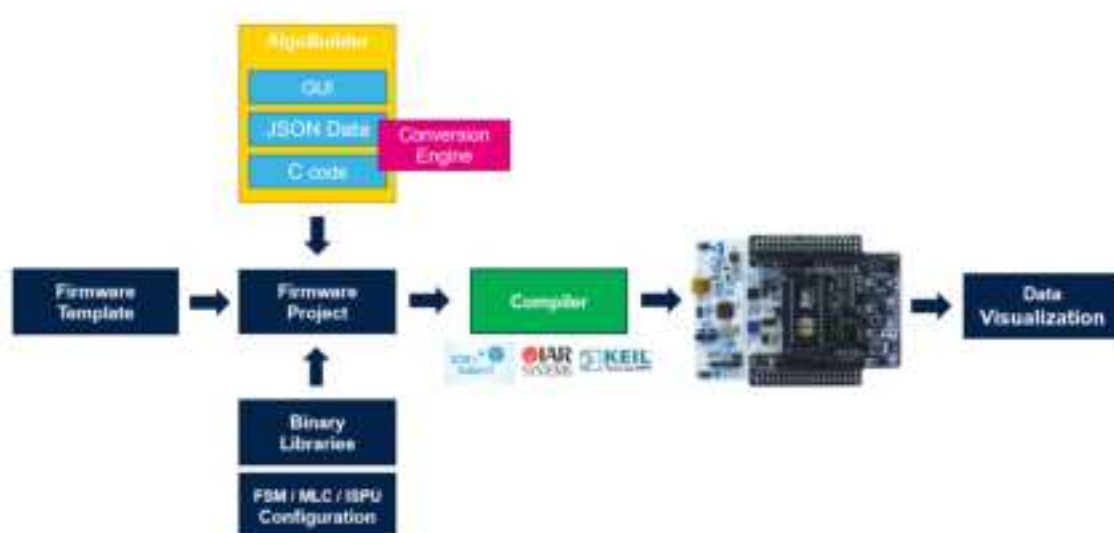 AlgoBuilder
GUI
JSON Data
C code
Conversion
Engine
Firmware
Template
Firmware
Project
Compiler
Data
Visualization
IAR
SYSTEMS
KEIL
Binary
Libraries
FSM / MLC / ISPU
Configuration